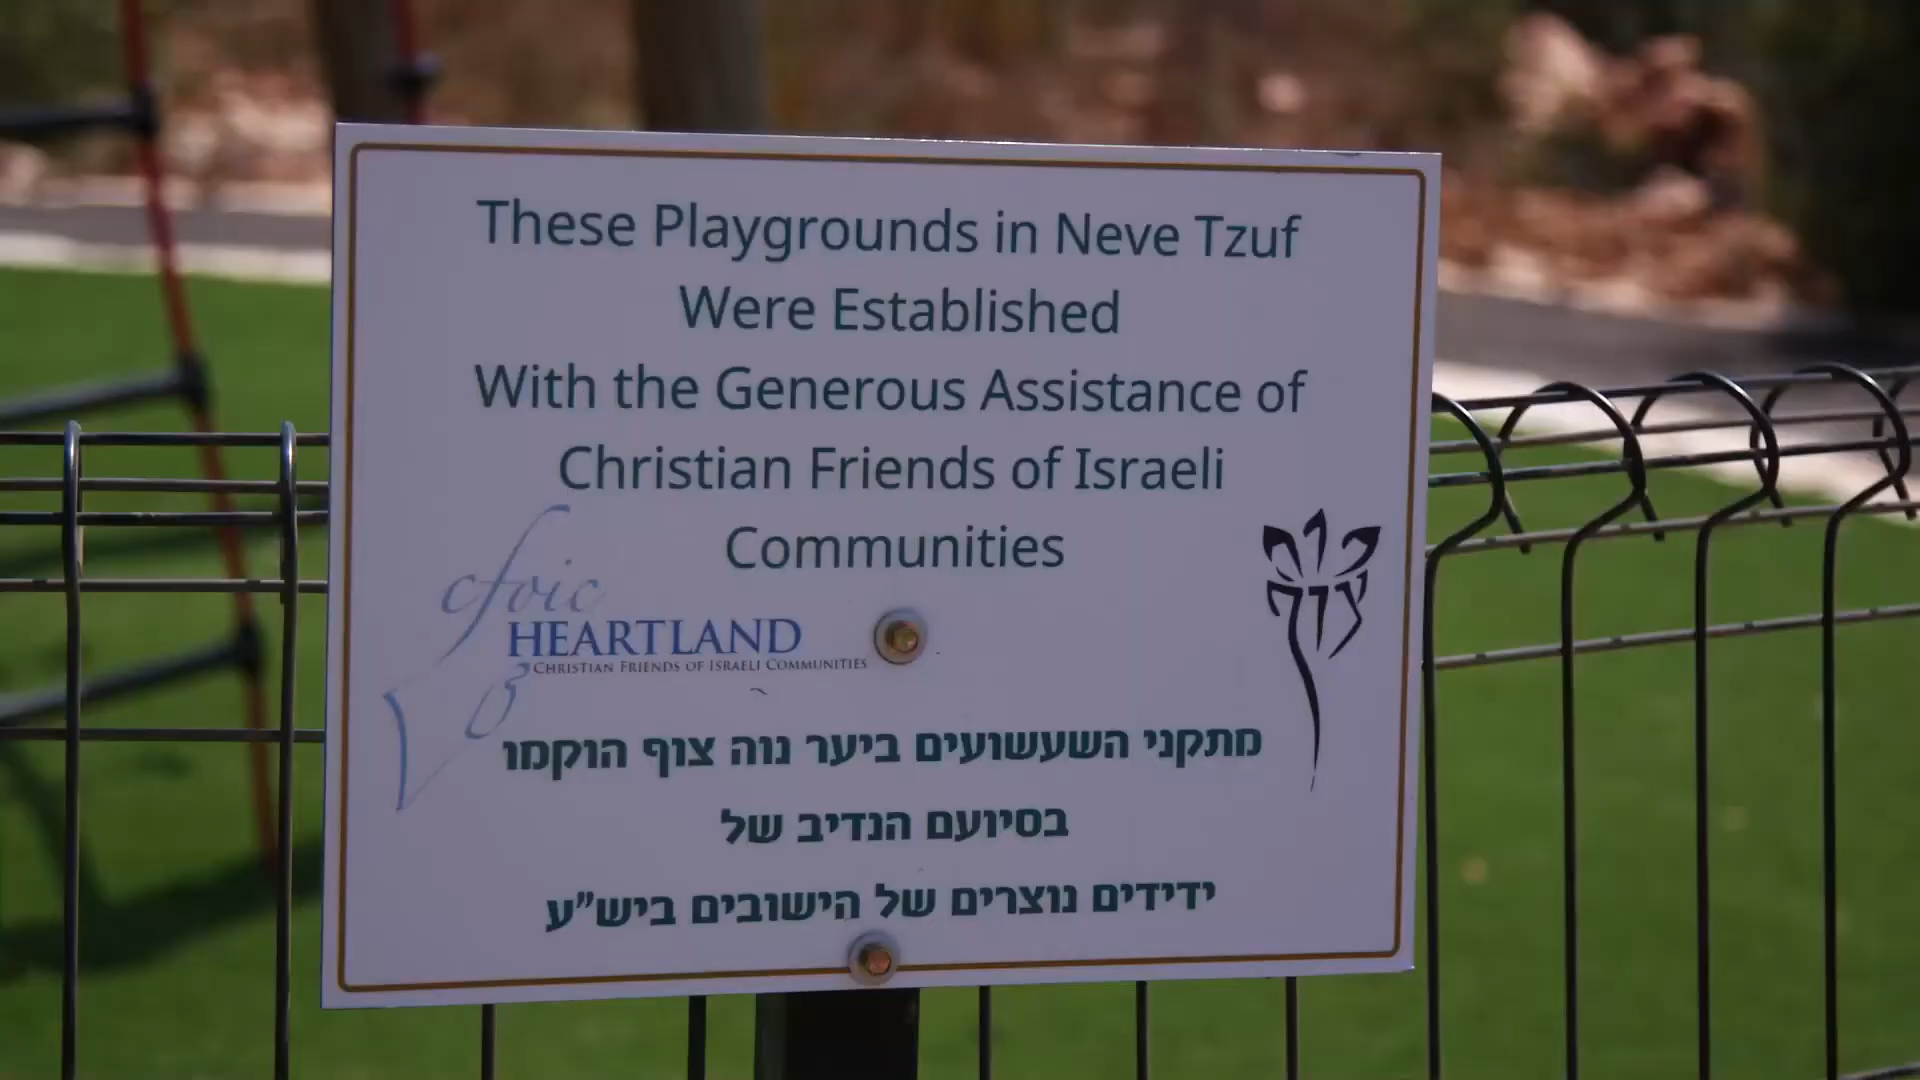 These Playgrounds in Neve Tzuf
Were Established
With the Generous Assistance of
Christian Friends of Israeli
Communities
cfoic
HEARTLAND
CHRISTIAN FRIENDS OF ISRAELI COMMUNITIES
נוה
צוף
מתקני השעשועים ביער נוה צוף הוקמו
בסיועם הנדיב של
ידידים נוצרים של הישובים ביש"ע